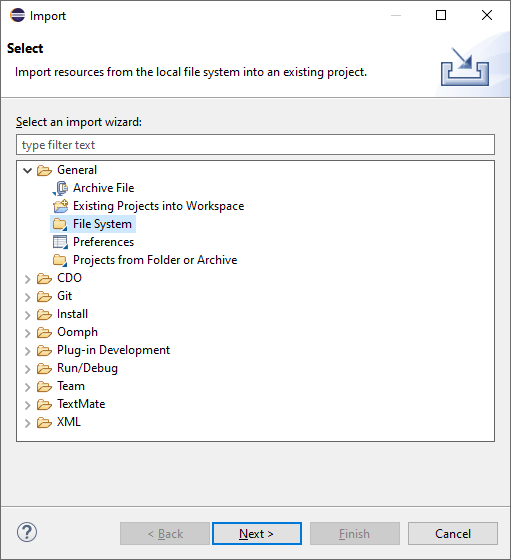 Import
Select
Import resources from the local file system into an existing project.
Select an import wizard:
type filter text
General
Archive File
Existing Projects into Workspace
File System
Preferences
Projects from Folder or Archive
CDO
Git
Install
Oomph
Plug-in Development
Run/Debug
Team
TextMate
XML
? < Back Next > Finish Cancel